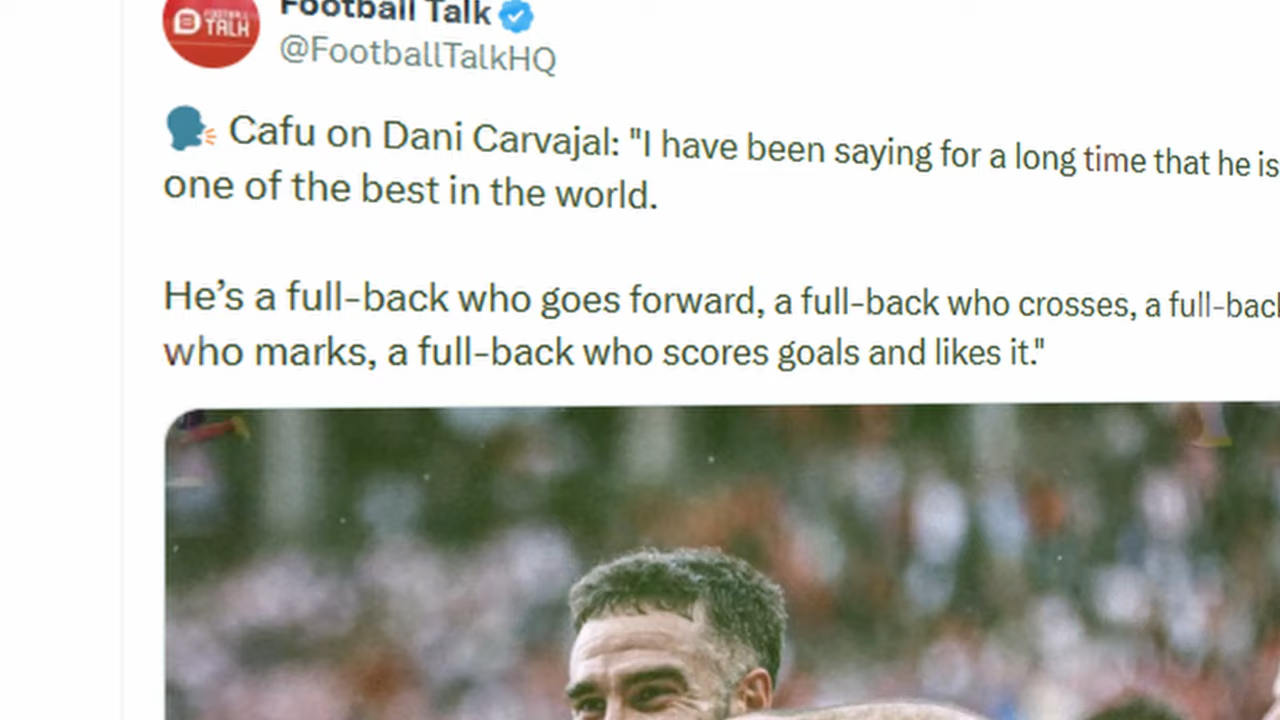 FOOTBALL
TALK
Football Talk
@FootballTalkHQ
Cafu on Dani Carvajal: "I have been saying for a long time that he is
one of the best in the world.
He's a full-back who goes forward, a full-back who crosses, a full-back
who marks, a full-back who scores goals and likes it."